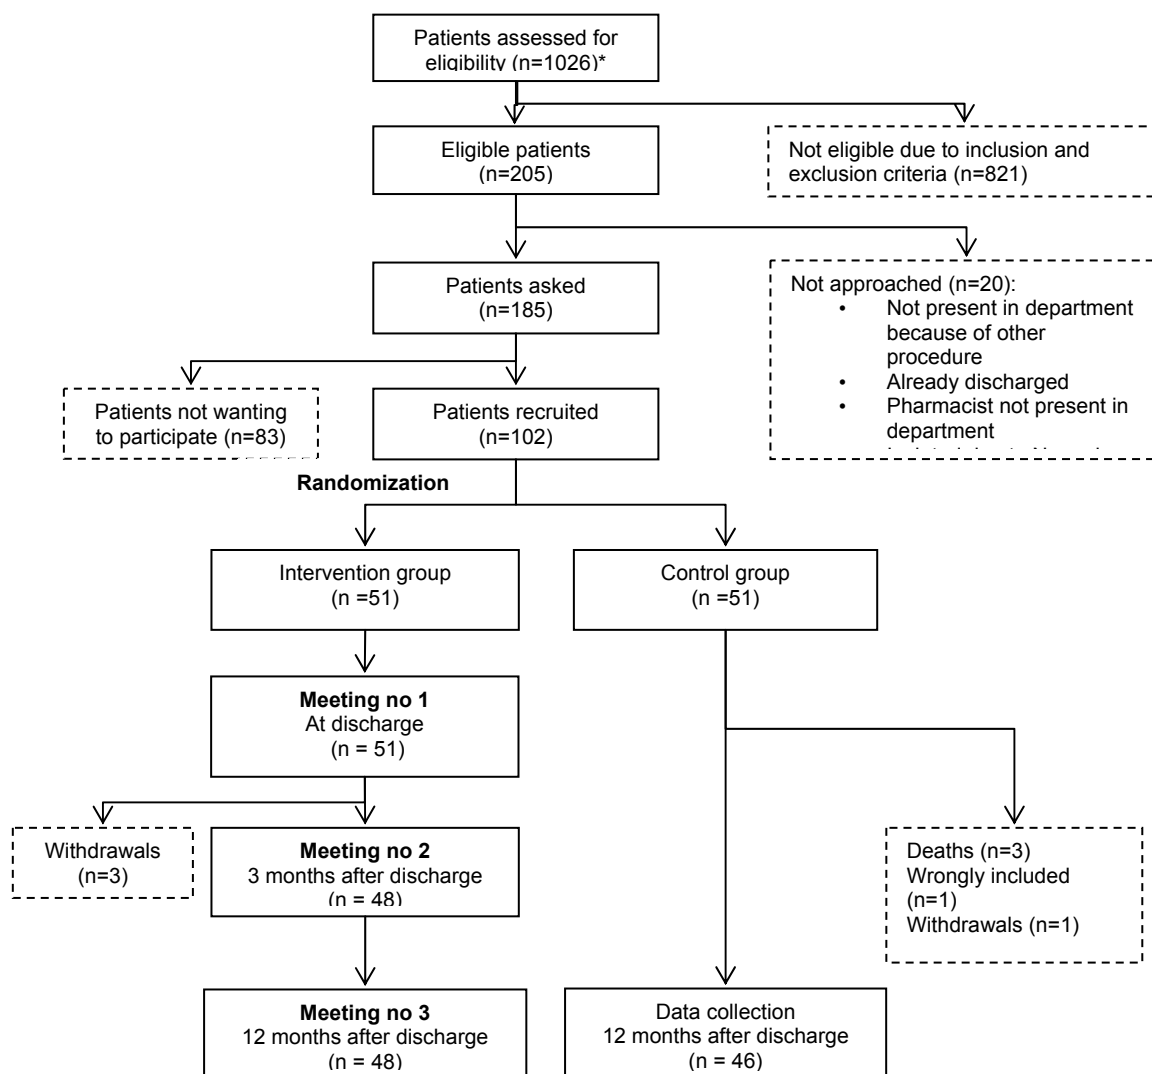 Patients assessed for
eligibility (n=1026)*
Eligible patients
(n=205)
Not eligible due to inclusion and
exclusion criteria (n=821)
Patients asked
(n=185)
Not approached (n=20):
• Not present in department
because of other
procedure
• Already discharged
• Pharmacist not present in
department
Patients not wanting
to participate (n=83)
Patients recruited
(n=102)
Randomization
Intervention group
(n =51)
Control group
(n =51)
Meeting no 1
At discharge
(n = 51)
Withdrawals
(n=3)
Meeting no 2
3 months after discharge
(n = 48)
Deaths (n=3)
Wrongly included
(n=1)
Withdrawals (n=1)
Meeting no 3
12 months after discharge
(n = 48)
Data collection
12 months after discharge
(n = 46)